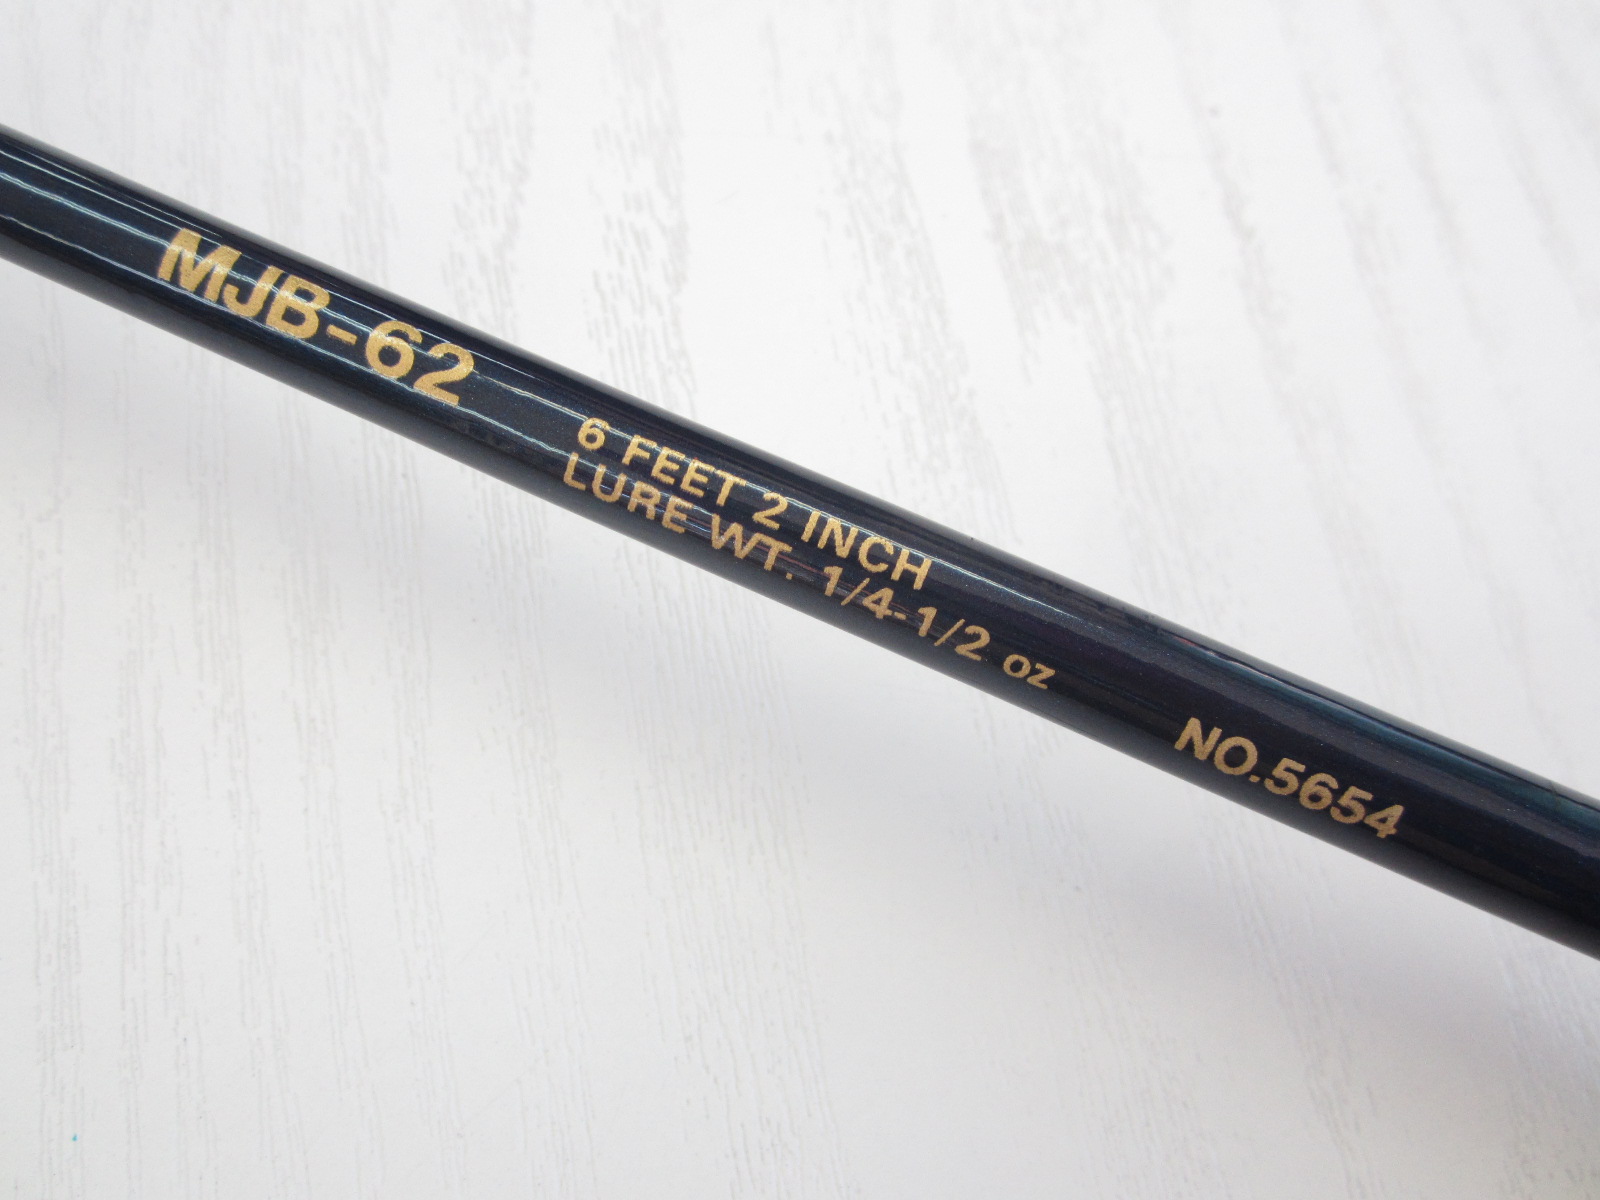 MJB-62
6 FEET 2 INCH
LURE WT. 1/4-1/2 oz
NO.5654